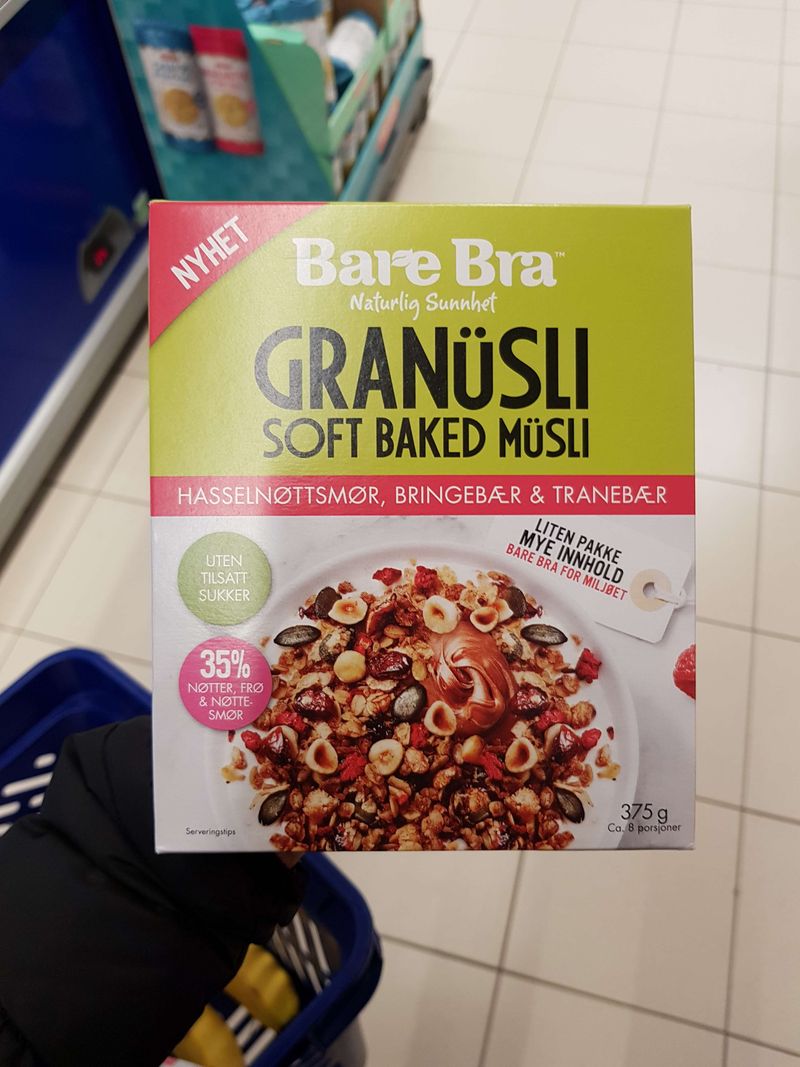 NYHET
Bare Bra™
Naturlig Sunnhet
GRANÜSLI
SOFT BAKED MÜSLI
HASSELNØTTSMØR, BRINGEBÆR & TRANEBÆR
LITEN PAKKE
MYE INNHOLD
BARE BRA FOR MILJØET
UTEN
TILSATT
SUKKER
35%
NØTTER, FRØ
& NØTTE-
SMØR
Serveringstips
375 g
Ca. 8 porsjoner